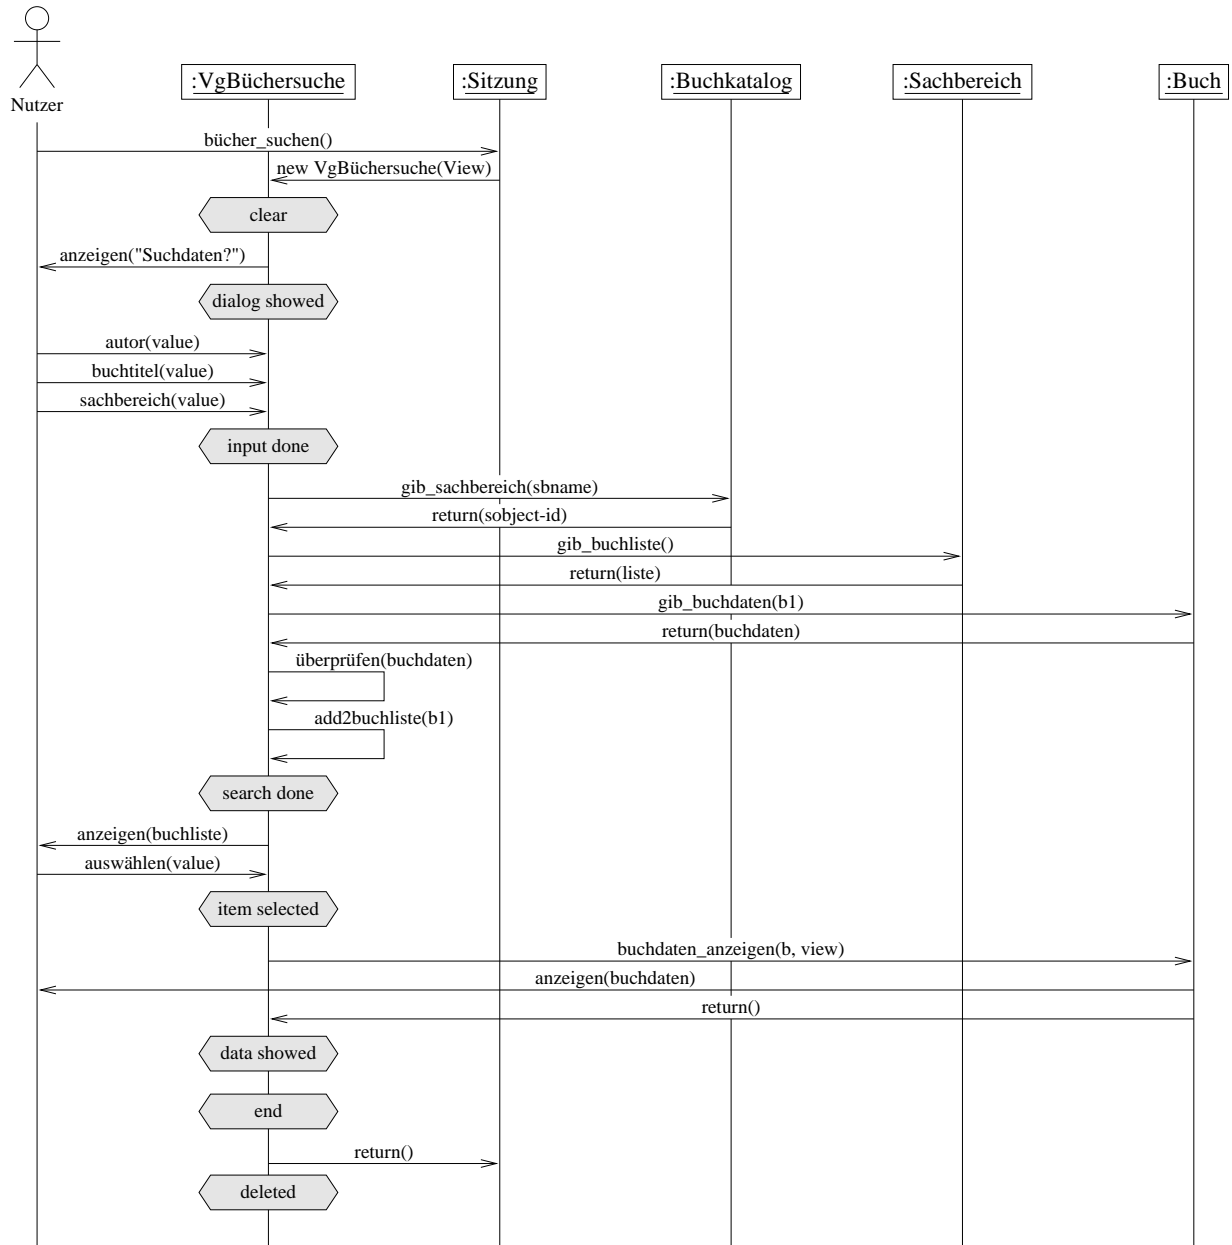 :VgBüchersuche
:Sitzung
:Buchkatalog
:Sachbereich
:Buch
Nutzer
bücher_suchen()
new VgBüchersuche(View)
clear
anzeigen("Suchdaten?")
dialog showed
autor(value)
buchtitel(value)
sachbereich(value)
input done
gib_sachbereich(sbname)
return(sobject-id)
gib_buchliste()
return(liste)
gib_buchdaten(b1)
return(buchdaten)
überprüfen(buchdaten)
add2buchliste(b1)
search done
anzeigen(buchliste)
auswählen(value)
item selected
buchdaten_anzeigen(b, view)
anzeigen(buchdaten)
return()
data showed
end
return()
deleted